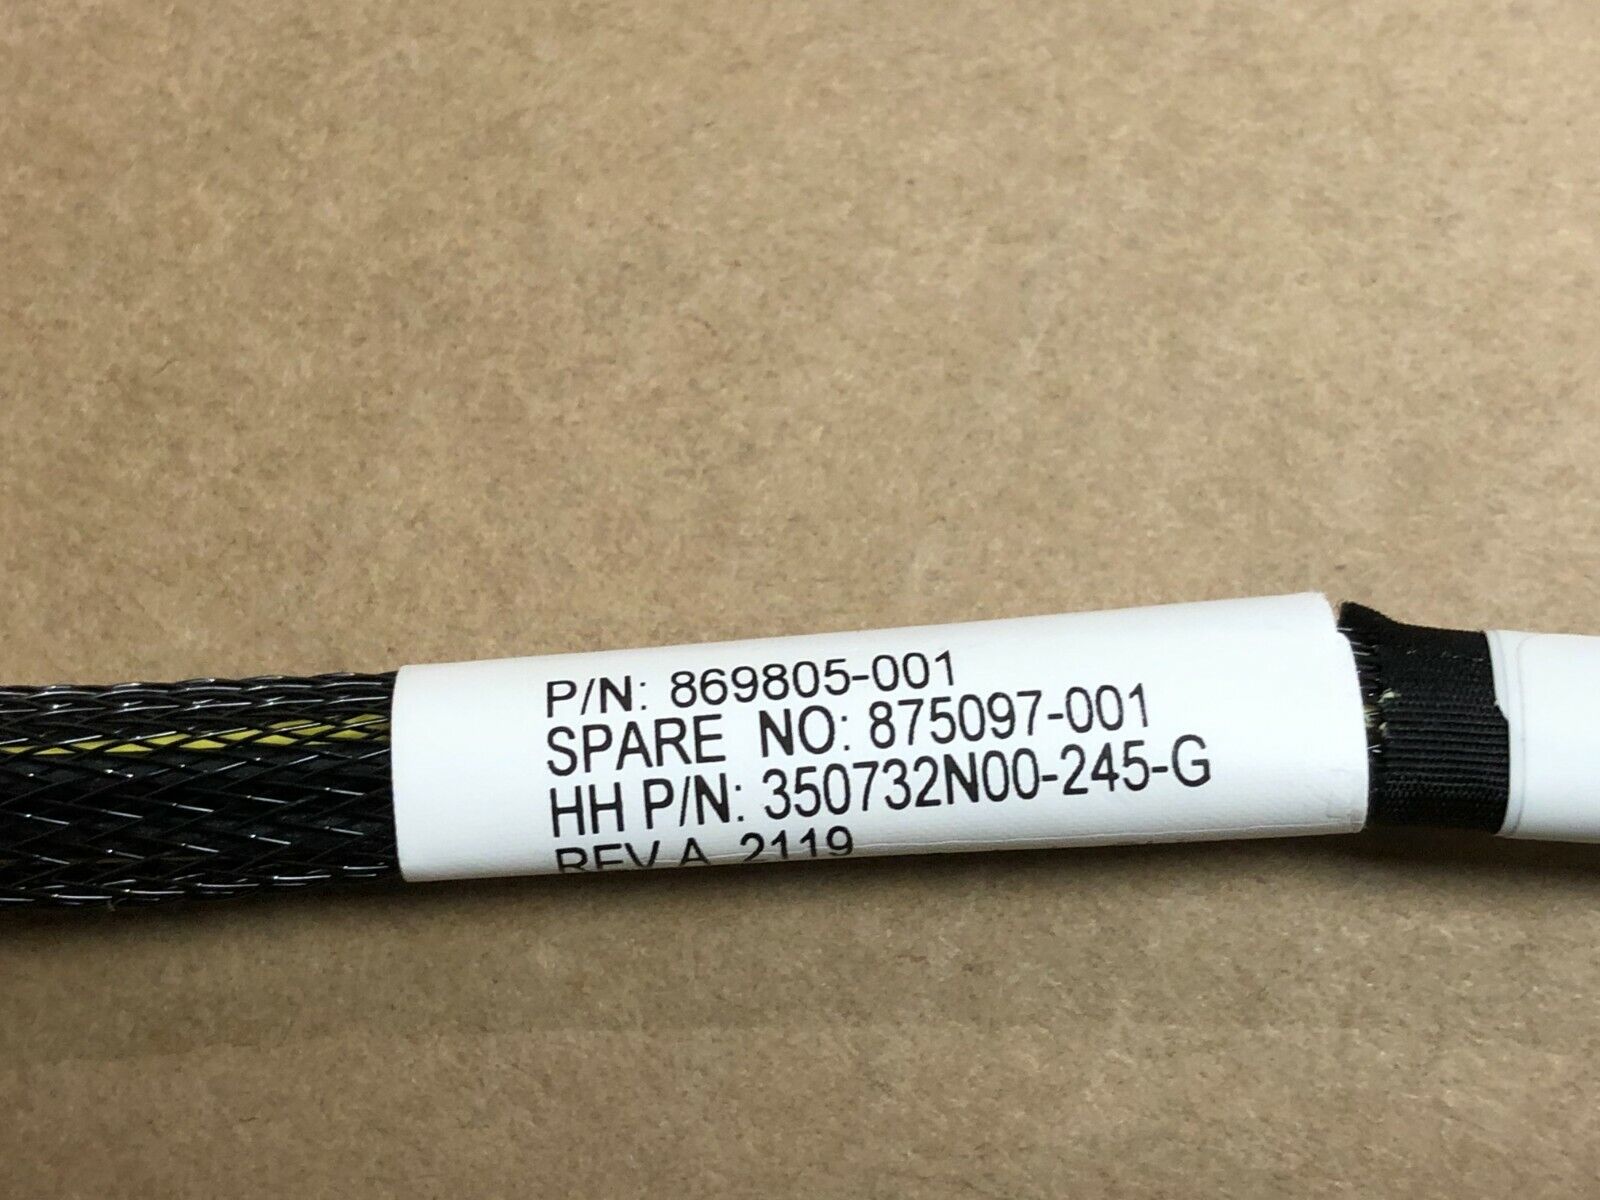 P/N: 869805-001
SPARE NO: 875097-001
HH P/N: 350732N00-245-G
REV A 2119